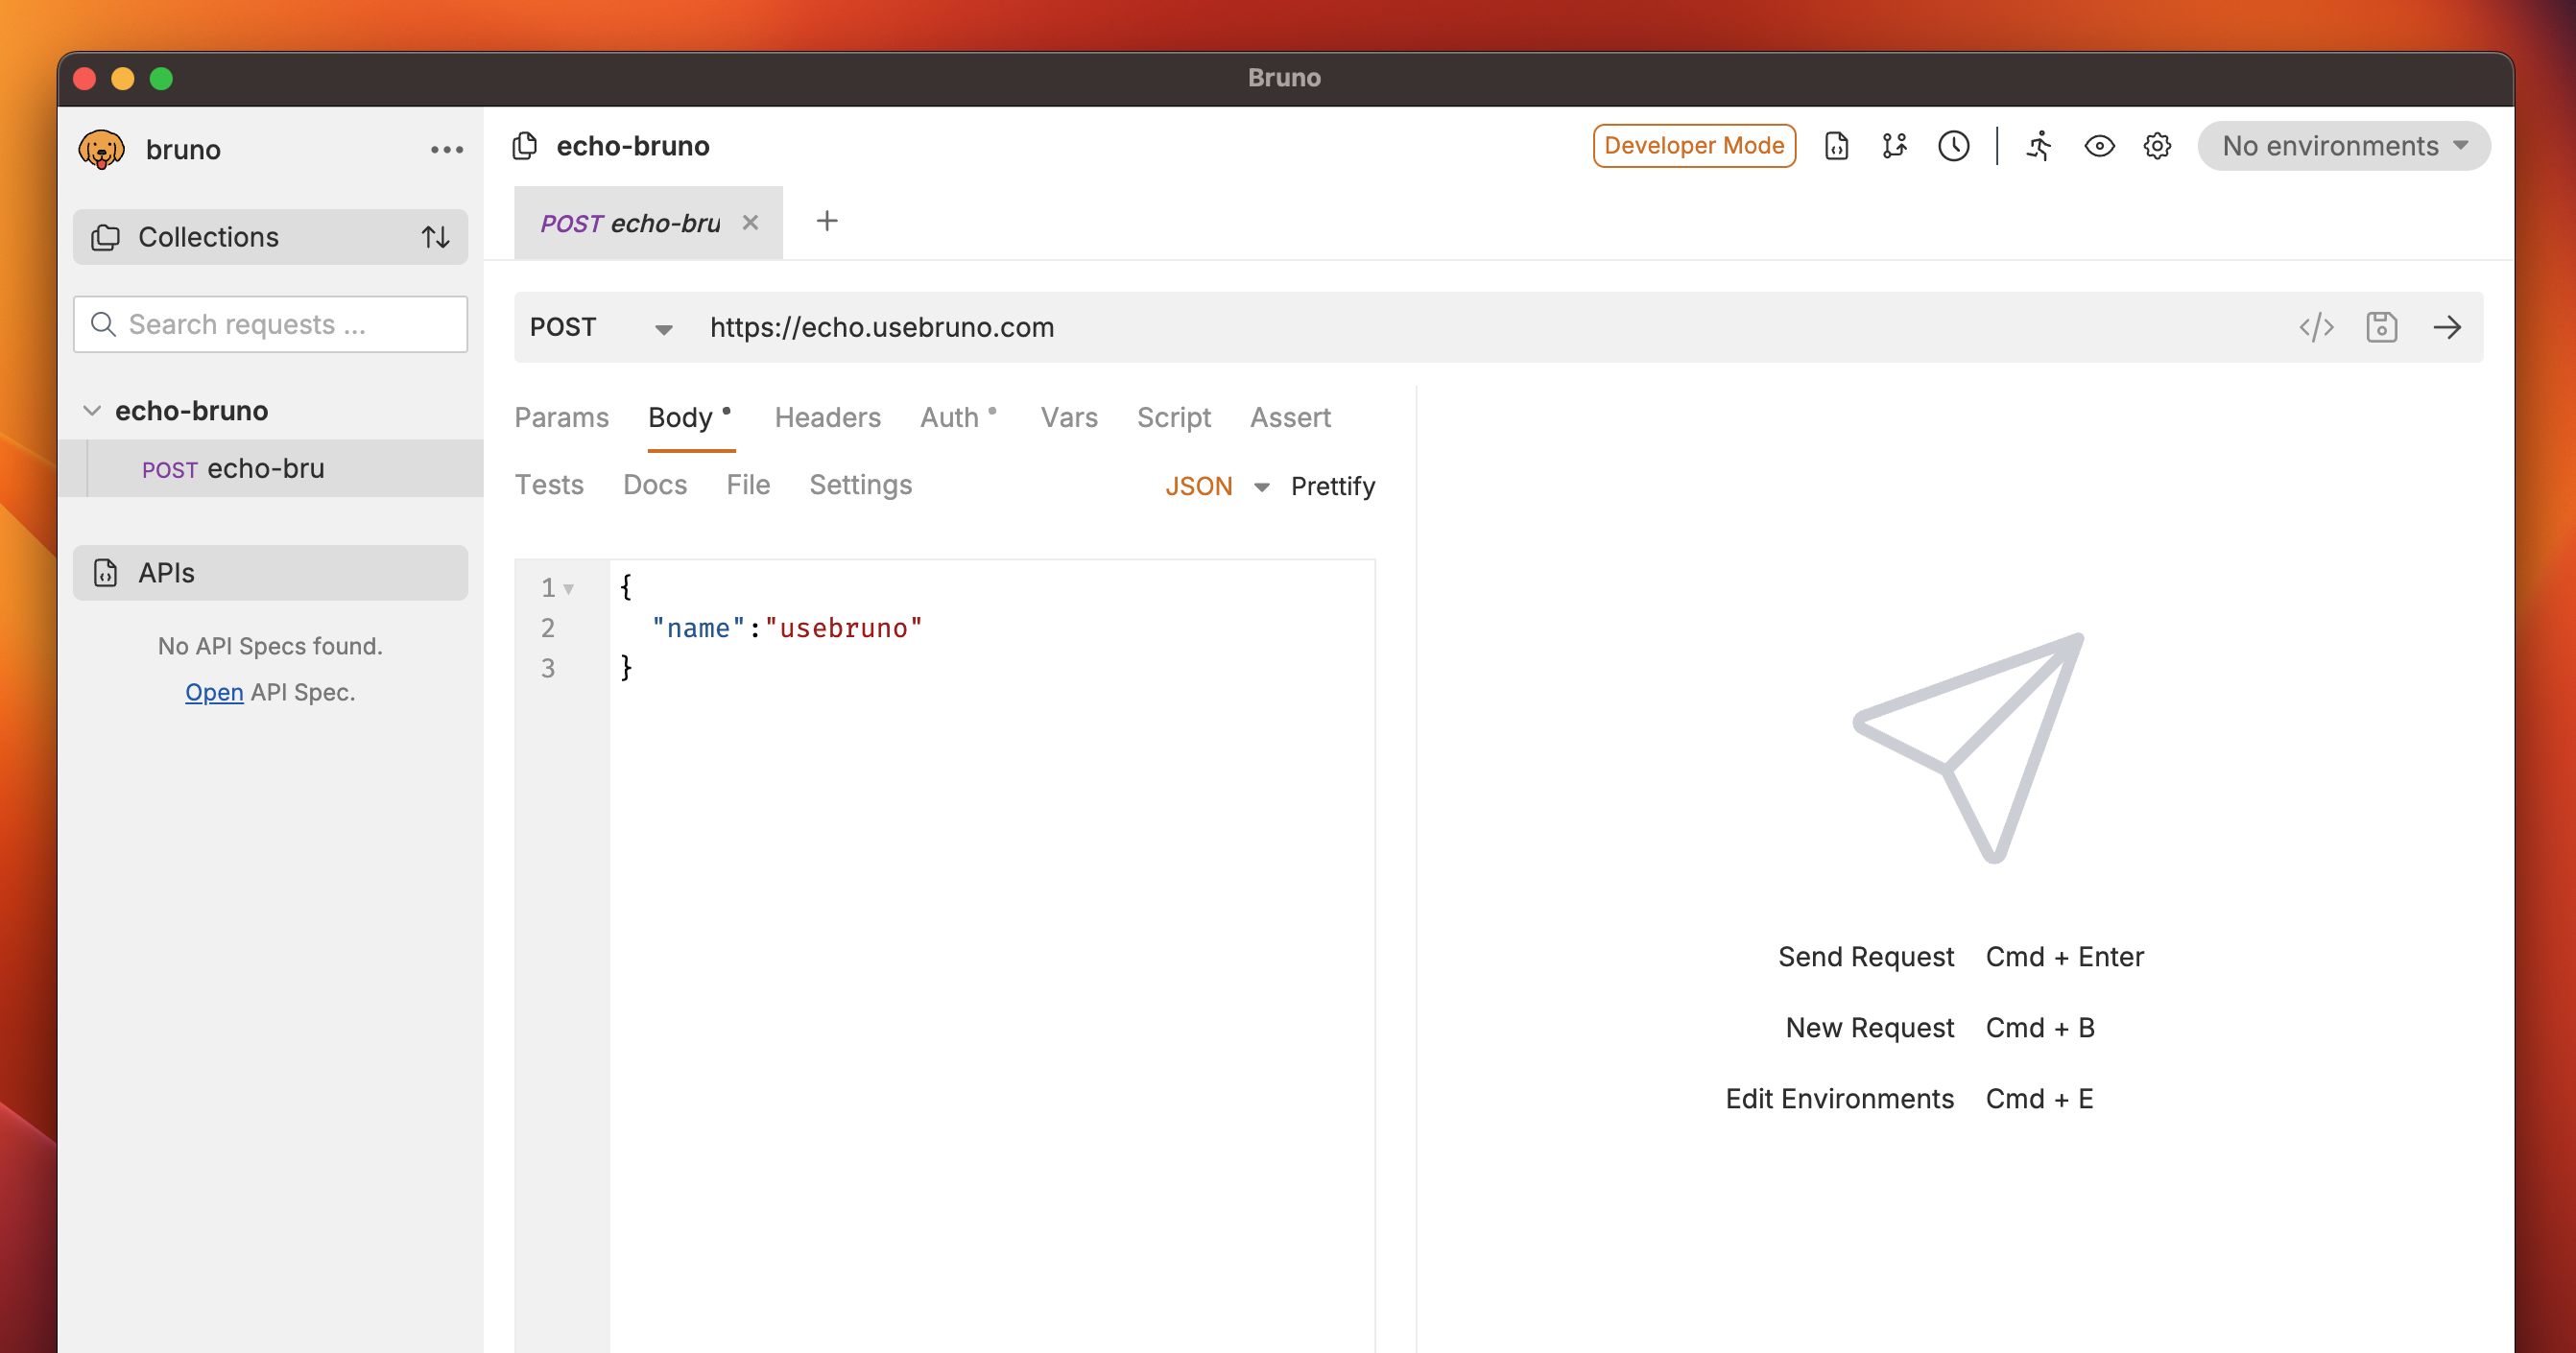 Bruno
bruno
Collections
Search requests ...
echo-bruno
POST echo-bru
APIs
No API Specs found.
Open API Spec.
echo-bruno
Developer Mode
No environments
POST echo-bru
POST https://echo.usebruno.com
Params Body Headers Auth Vars Script Assert
Tests Docs File Settings JSON Prettify
1 {
2 "name":"usebruno"
3 }
Send Request Cmd + Enter
New Request Cmd + B
Edit Environments Cmd + E